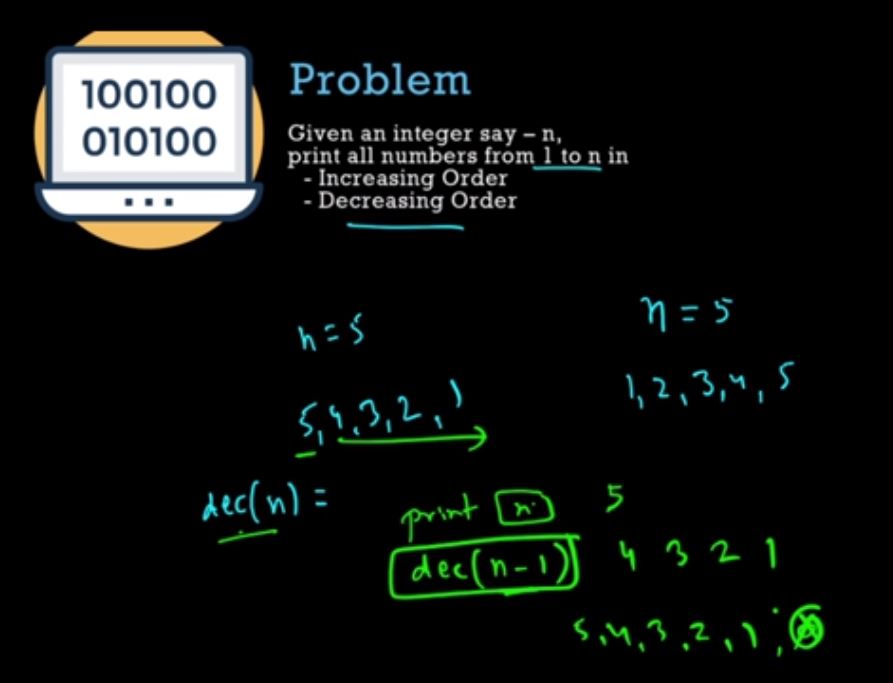 100100
010100
Problem
Given an integer say – n,
print all numbers from 1 to n in
- Increasing Order
- Decreasing Order
n = 5
n = 5
5, 4, 3, 2, 1
1, 2, 3, 4, 5
dec(n) =
print n 5
dec(n-1) 4 3 2 1
5, 4, 3, 2, 1,